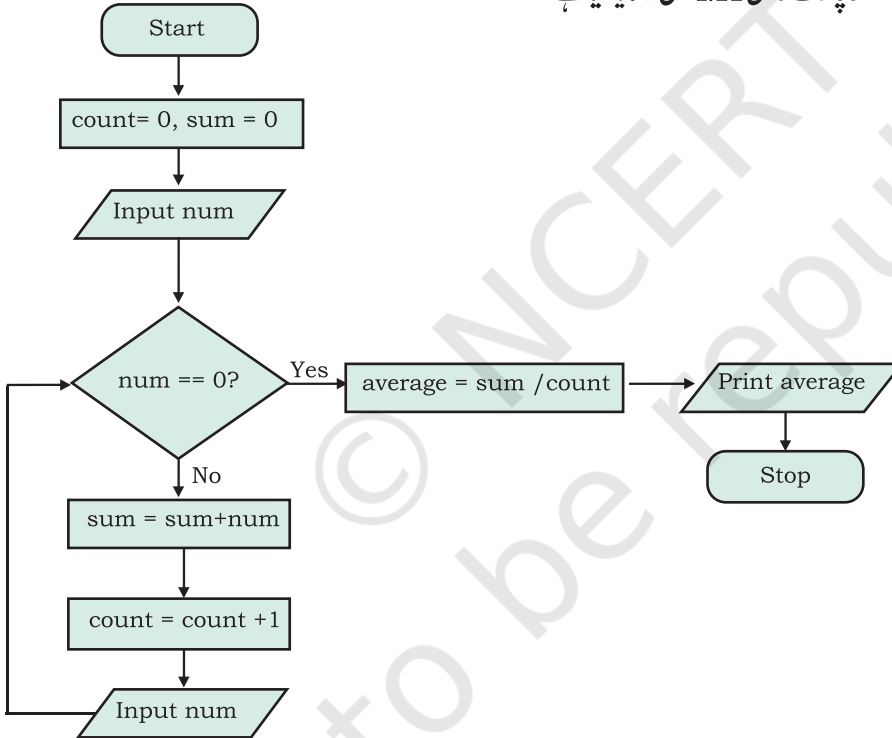 Start
count= 0, sum = 0
Input num
num == 0?
Yes
average = sum /count
Print average
Stop
No
sum = sum+num
count = count +1
Input num
© NCERT
to be repu